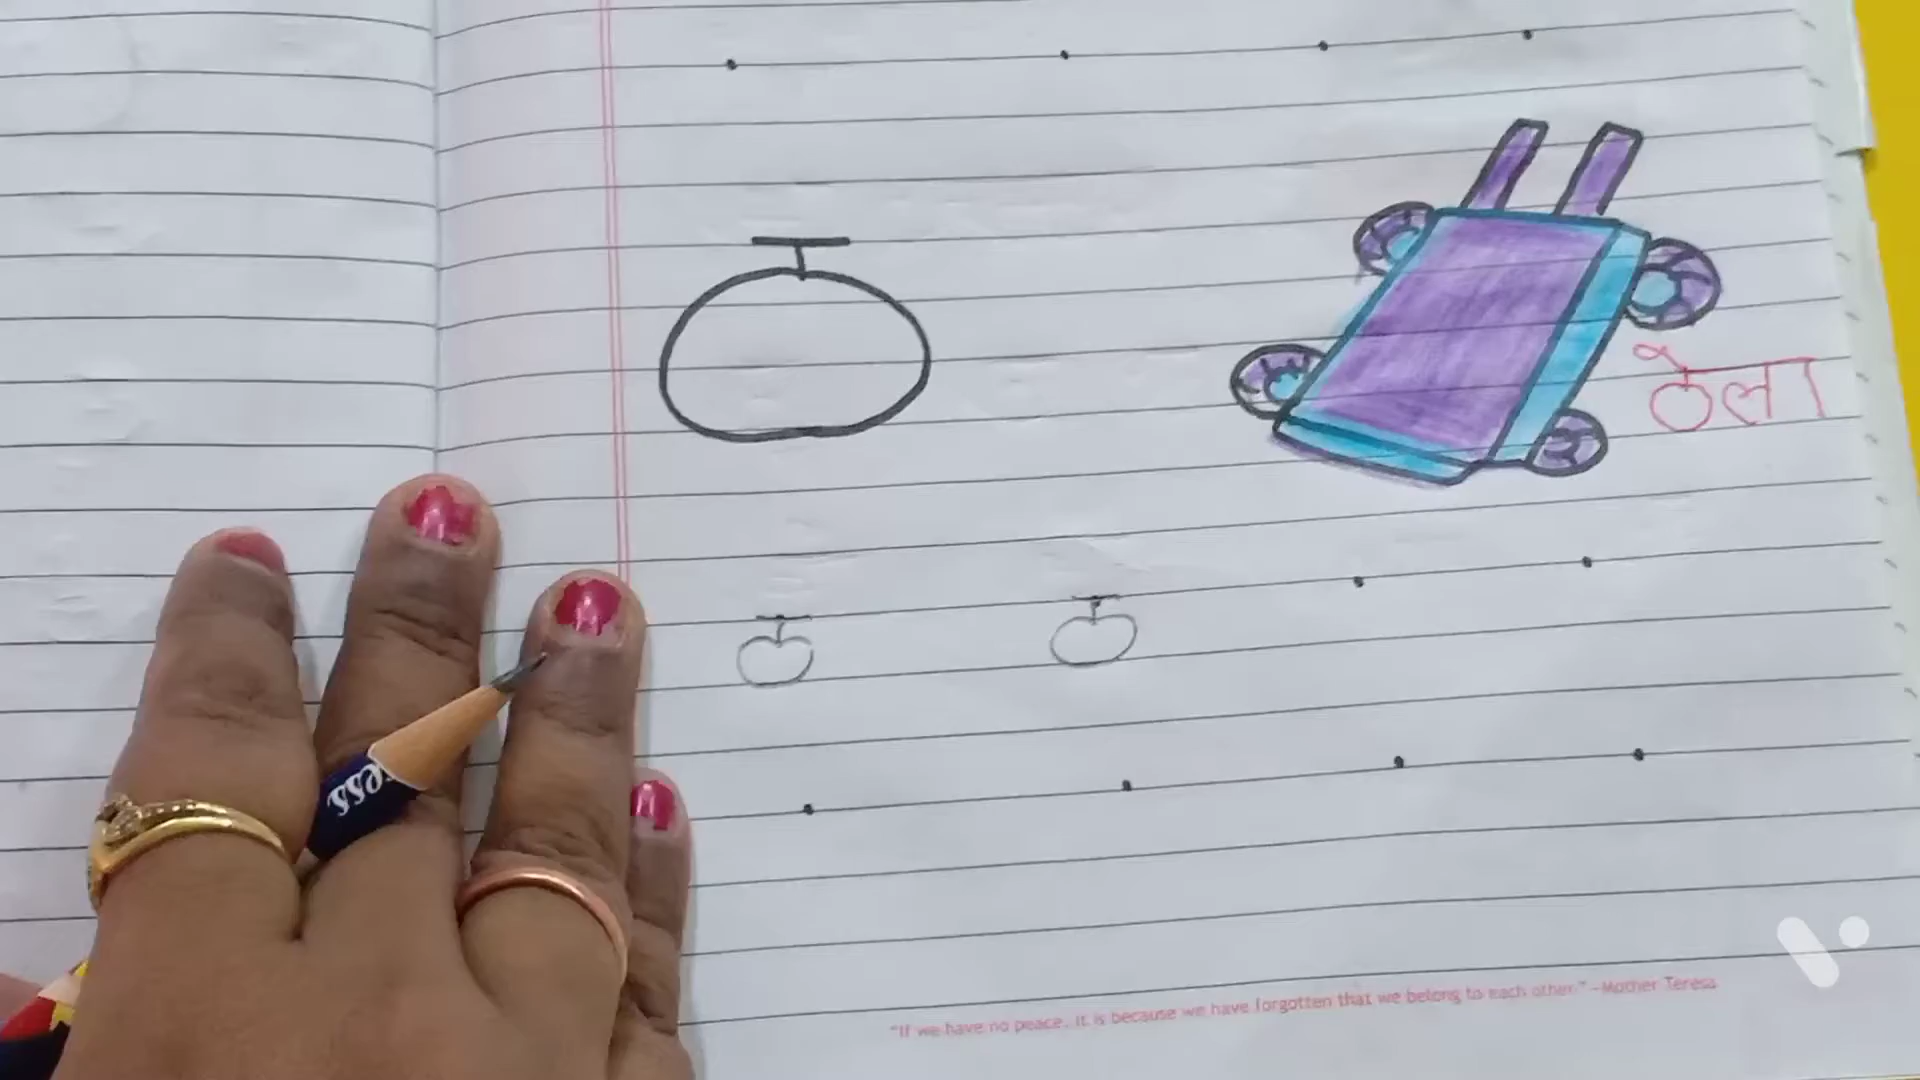 ठ
ठेला
ठ ठ
ess
"If we have no peace, it is because we have forgotten that we belong to each other." –Mother Teresa